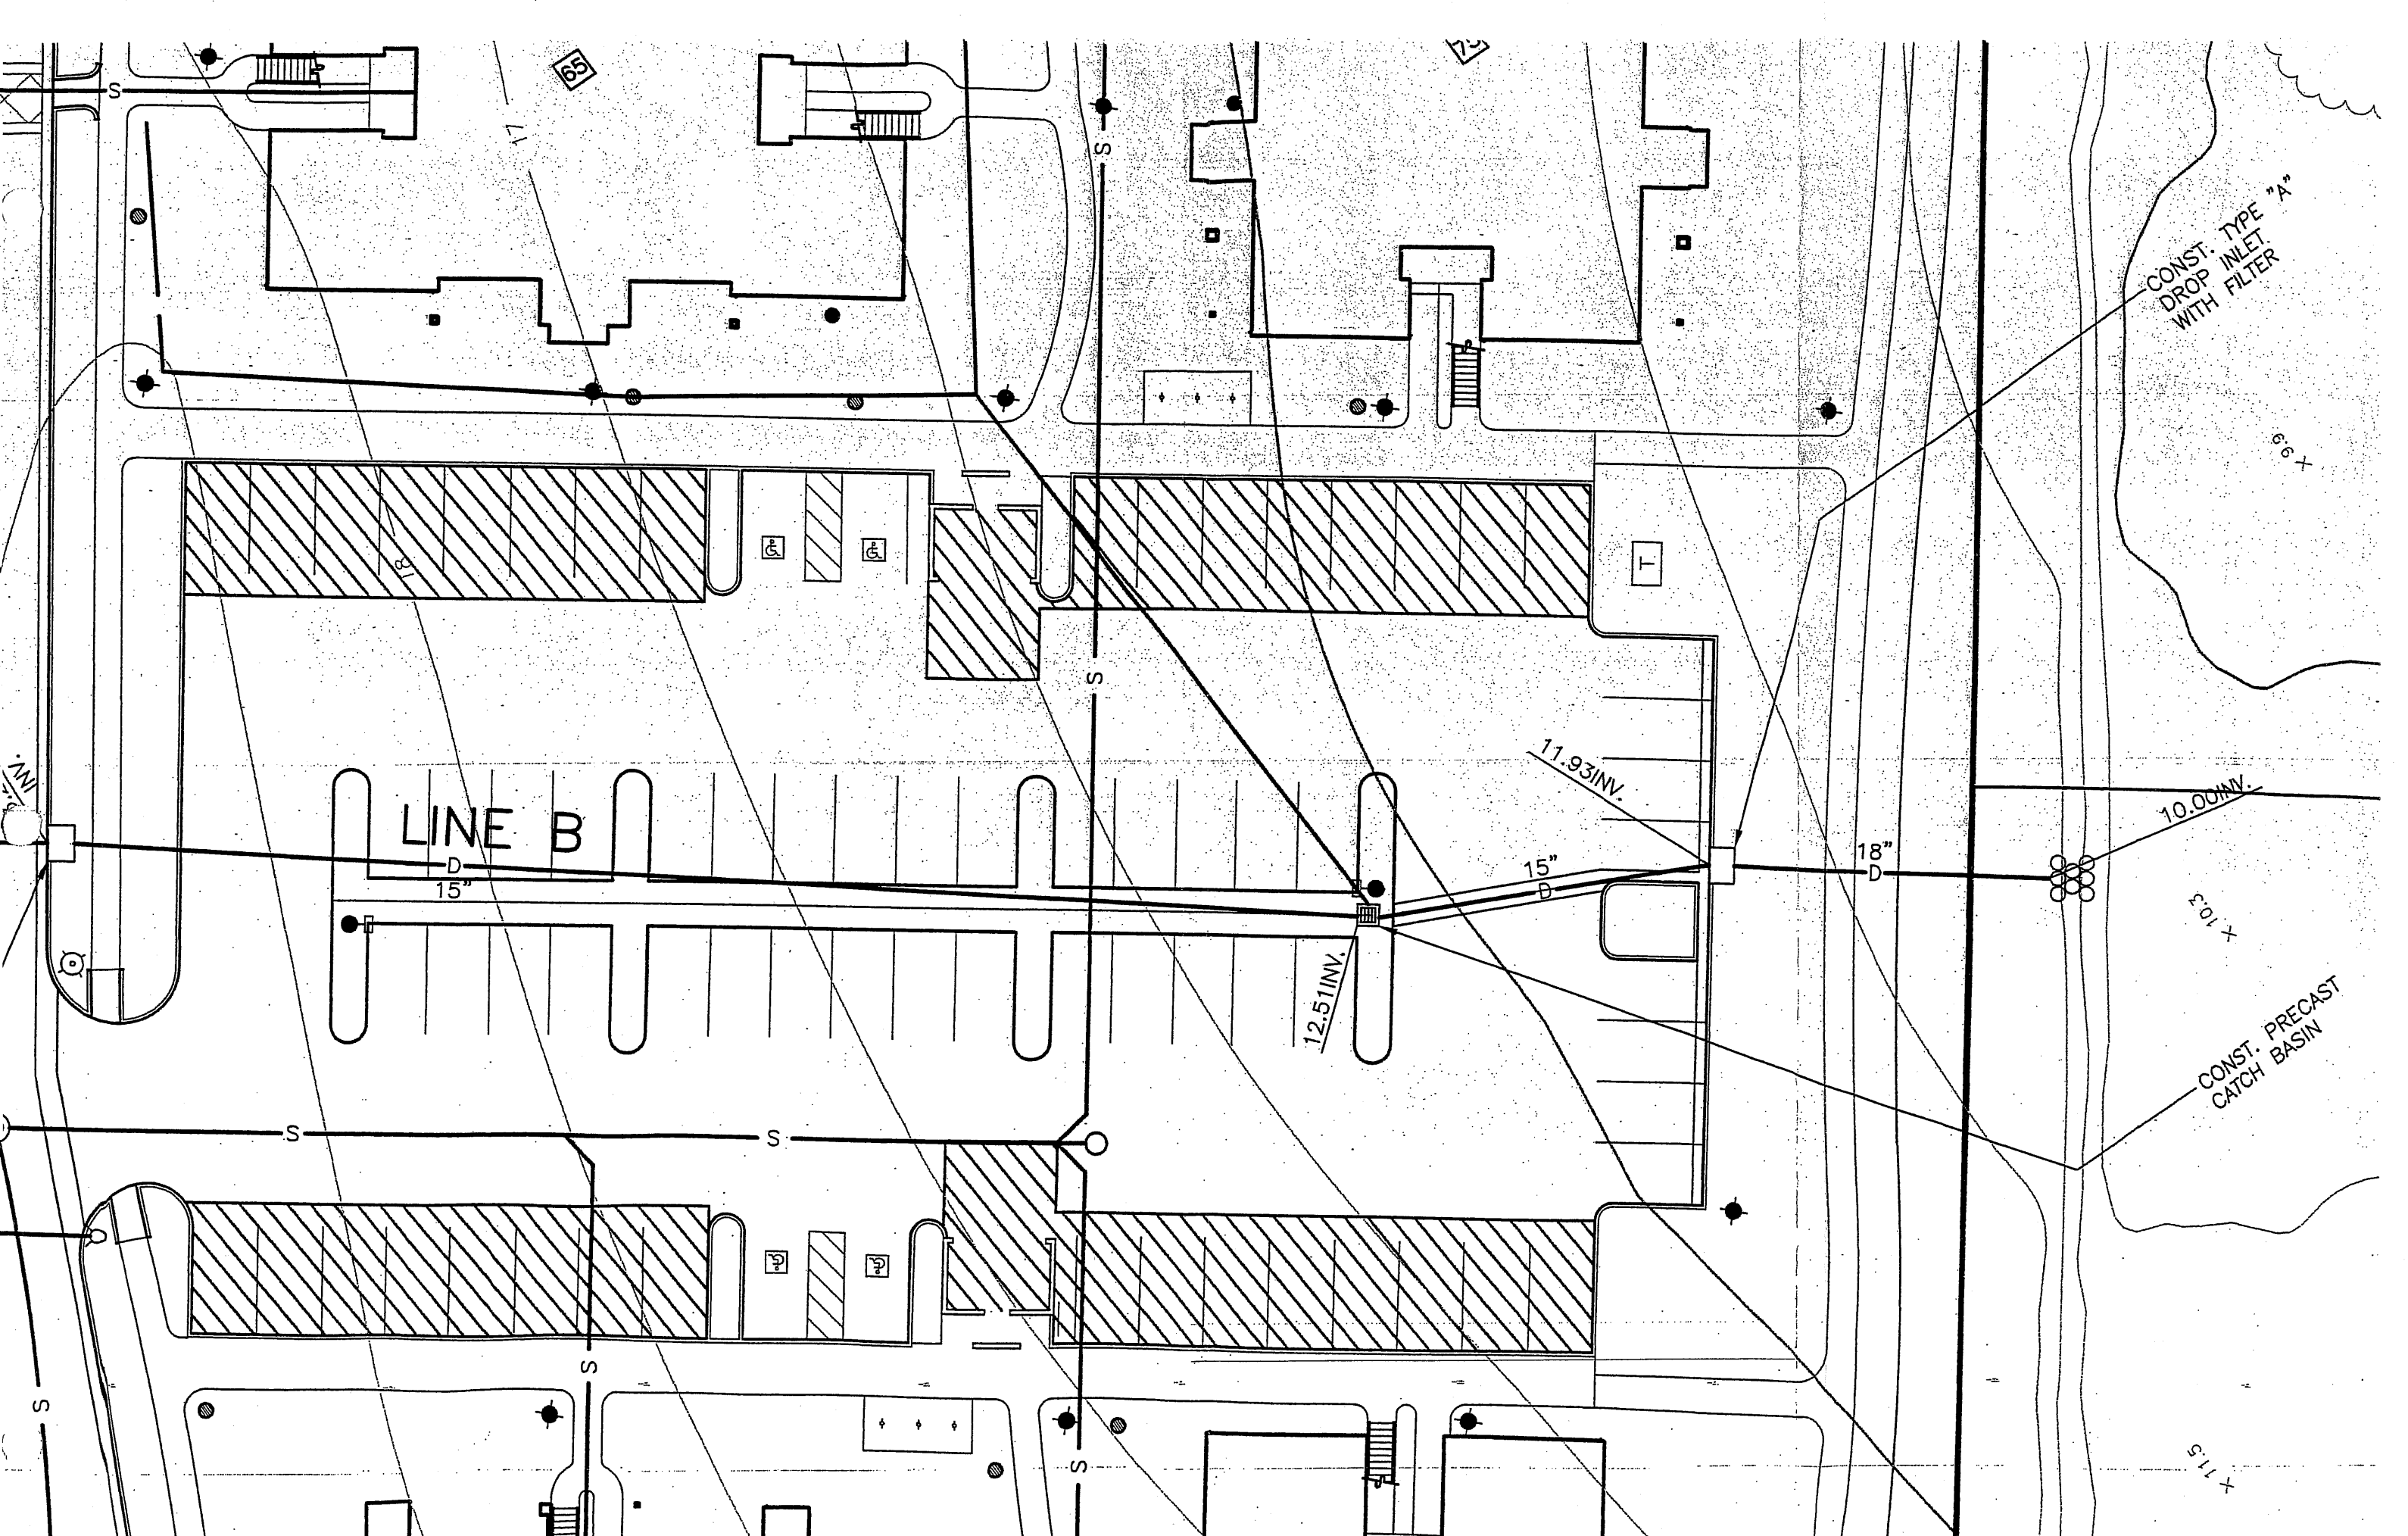 65
S
17
S
CONST. TYPE "A"
DROP INLET.
WITH FILTER
9.9
18
T
S
11.93INV.
10.00INV.
INV.
LINE B
D
15"
15"
D
18"
D
10.3
12.51INV.
CONST. PRECAST
CATCH BASIN
S
S
S
S
S
11.5